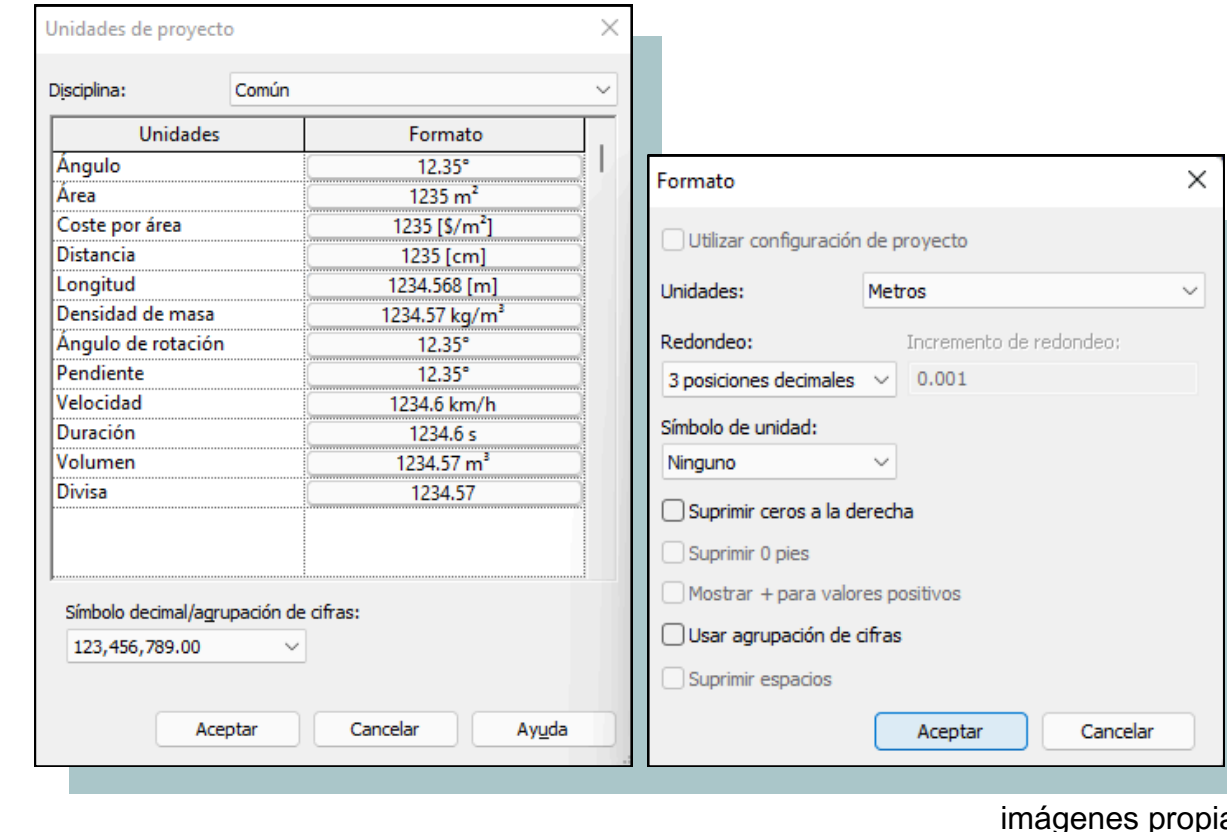 Unidades de proyecto
Disciplina: Común
Unidades Formato
Ángulo 12.35°
Área 1235 m²
Coste por área 1235 [$/m²]
Distancia 1235 [cm]
Longitud 1234.568 [m]
Densidad de masa 1234.57 kg/m³
Ángulo de rotación 12.35°
Pendiente 12.35°
Velocidad 1234.6 km/h
Duración 1234.6 s
Volumen 1234.57 m³
Divisa 1234.57
Símbolo decimal/agrupación de cifras:
123,456,789.00
Aceptar Cancelar Ayuda
Formato
Utilizar configuración de proyecto
Unidades: Metros
Redondeo: Incremento de redondeo:
3 posiciones decimales 0.001
Símbolo de unidad:
Ninguno
Suprimir ceros a la derecha
Suprimir 0 pies
Mostrar + para valores positivos
Usar agrupación de cifras
Suprimir espacios
Aceptar Cancelar
imágenes propia